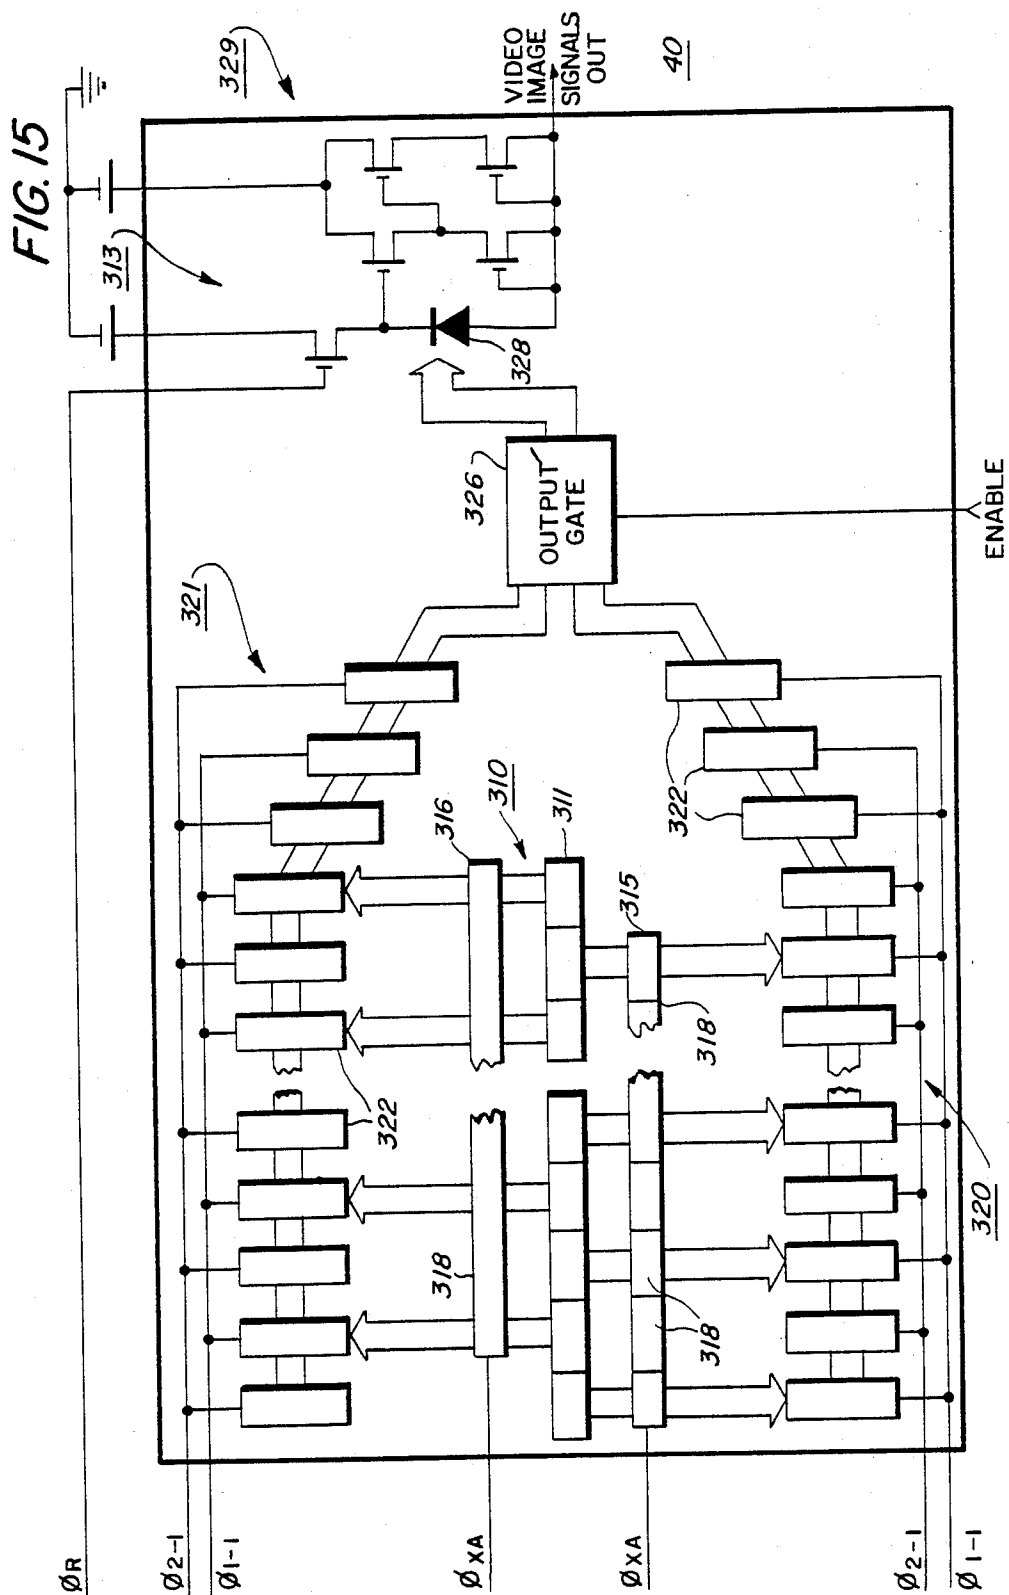 FIG. 15
329
VIDEO
IMAGE
SIGNALS
OUT
40
313
328
326
OUTPUT
GATE
ENABLE
321
322
316
310
311
315
318
322
318
318
320
ØR
Ø2-1
Ø1-1
ØXA
ØXA
Ø2-1
Ø1-1